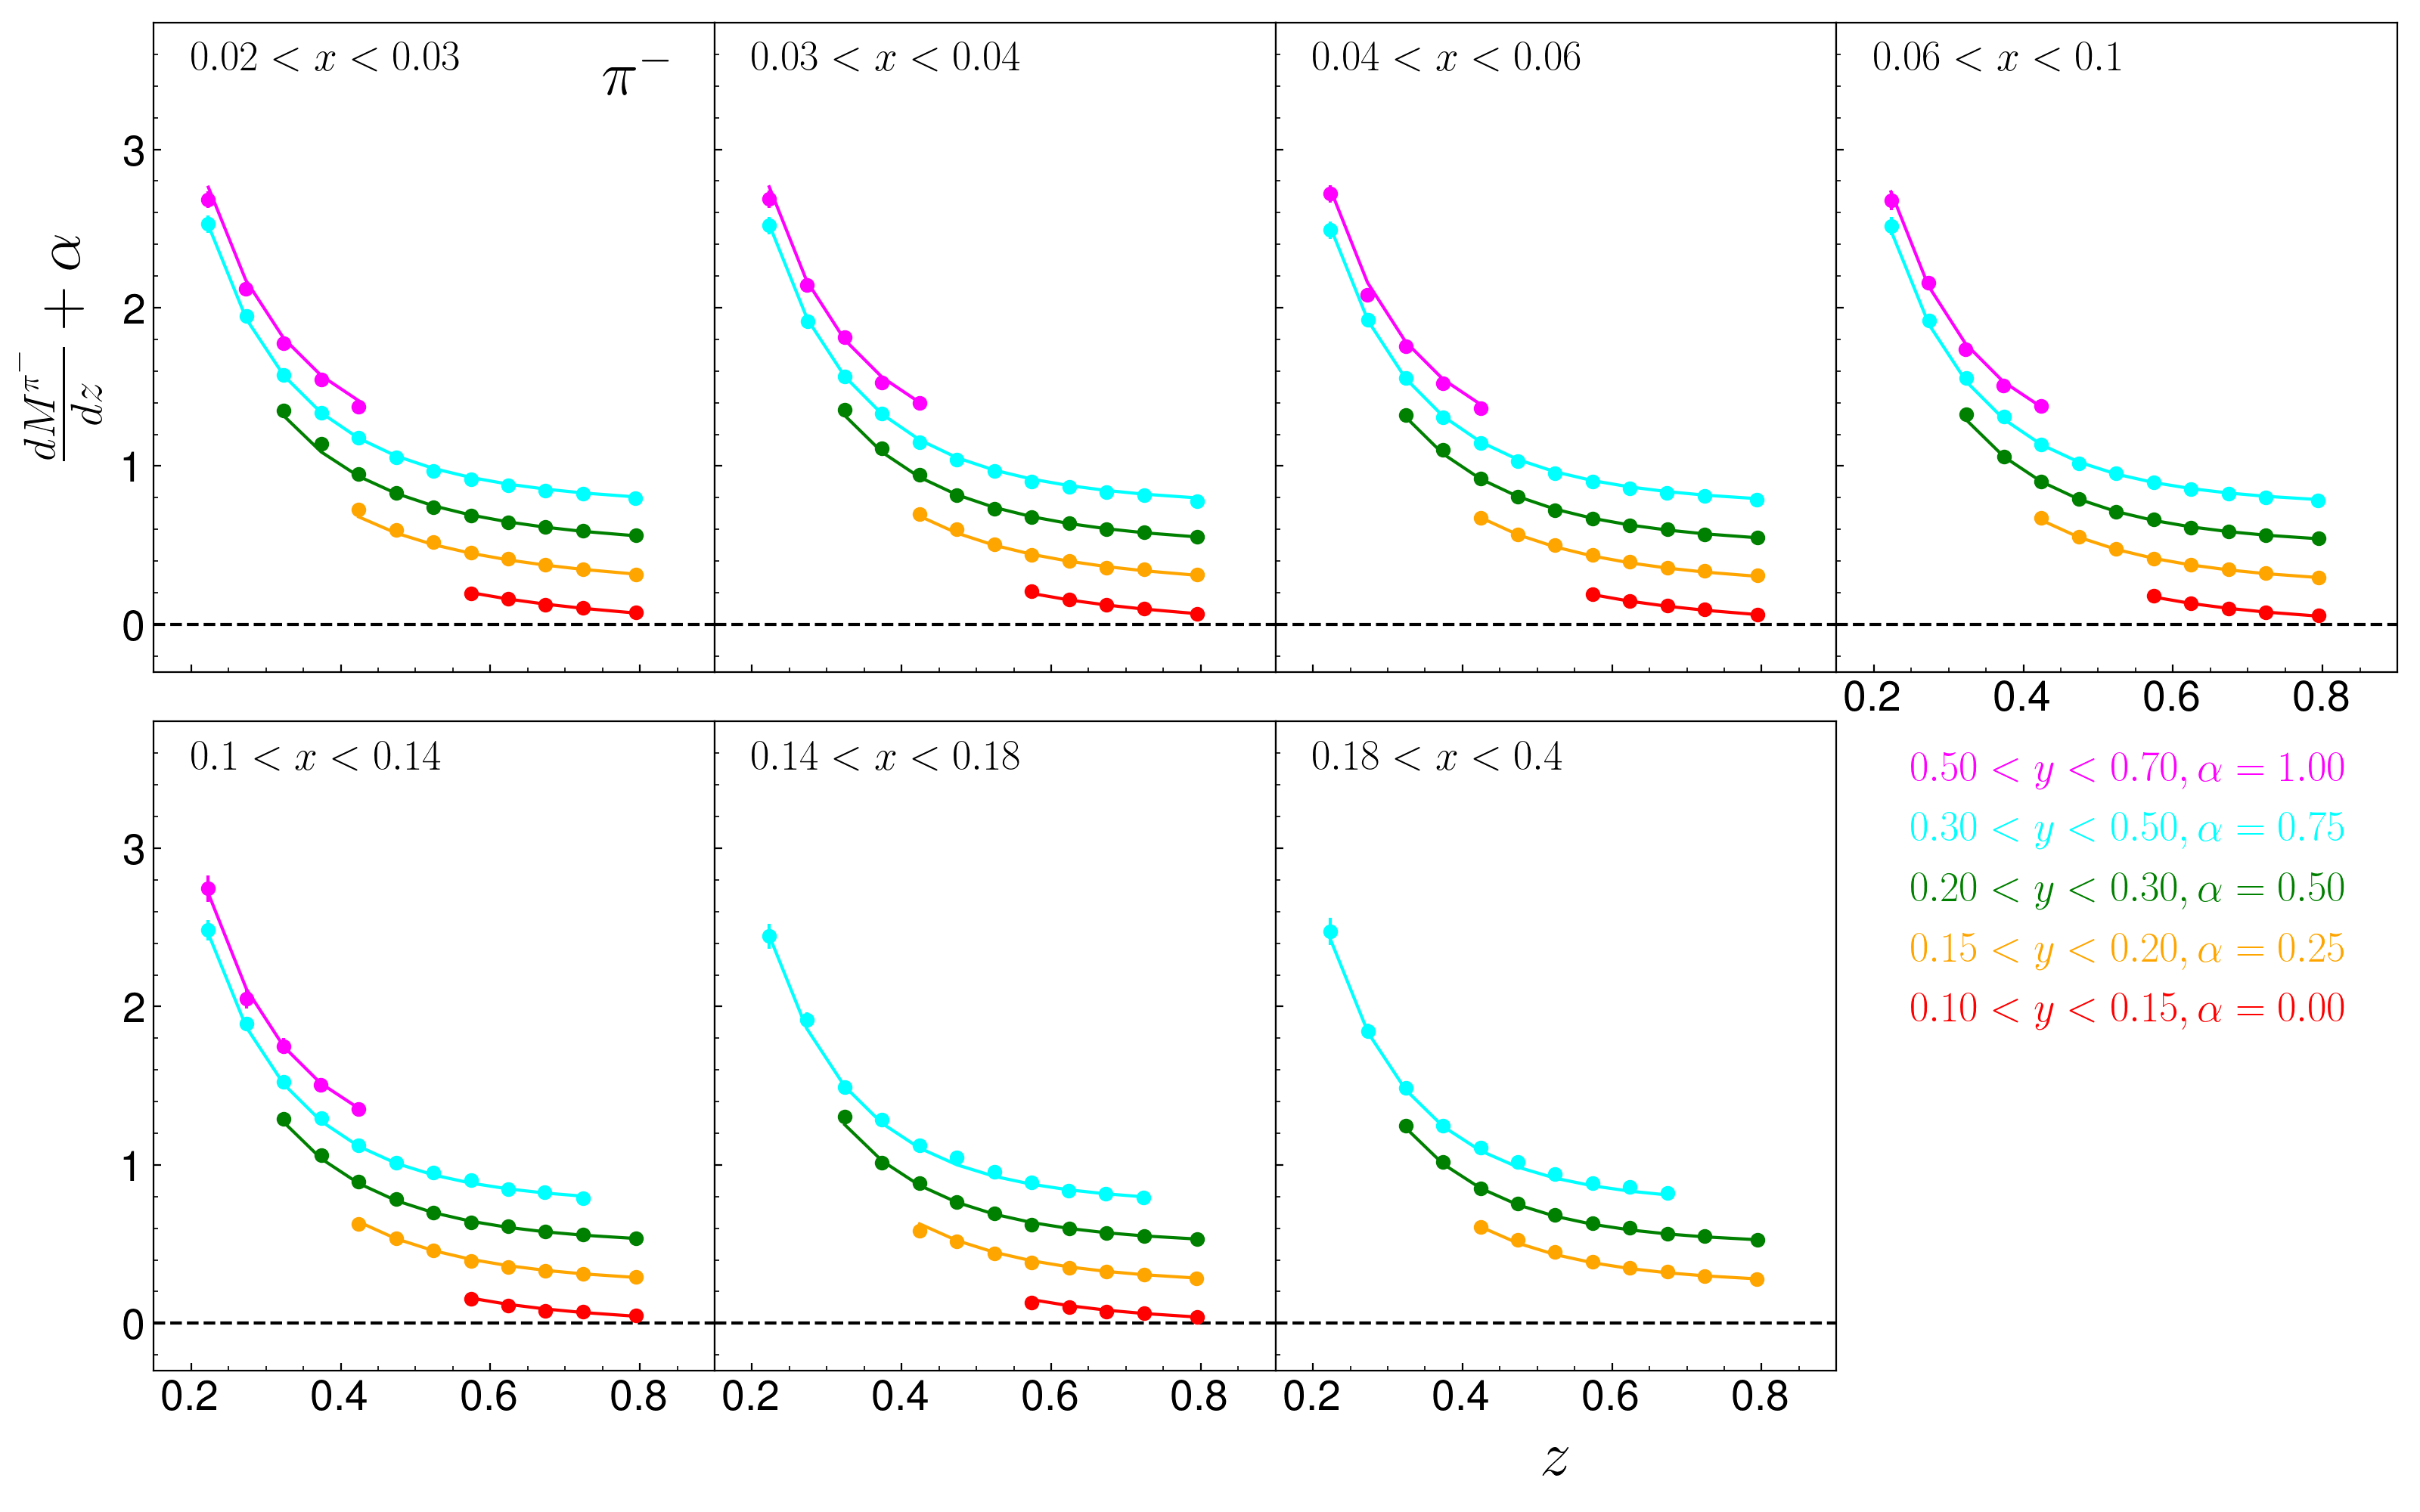 0.02 < x < 0.03
π⁻
0.03 < x < 0.04
0.04 < x < 0.06
0.06 < x < 0.1
dM^{π⁻}/dz + α
3
2
1
0
0.2 0.4 0.6 0.8
0.1 < x < 0.14
0.14 < x < 0.18
0.18 < x < 0.4
0.50 < y < 0.70, α = 1.00
0.30 < y < 0.50, α = 0.75
0.20 < y < 0.30, α = 0.50
0.15 < y < 0.20, α = 0.25
0.10 < y < 0.15, α = 0.00
3
2
1
0
0.2 0.4 0.6 0.8
0.2 0.4 0.6 0.8
0.2 0.4 0.6 0.8
z